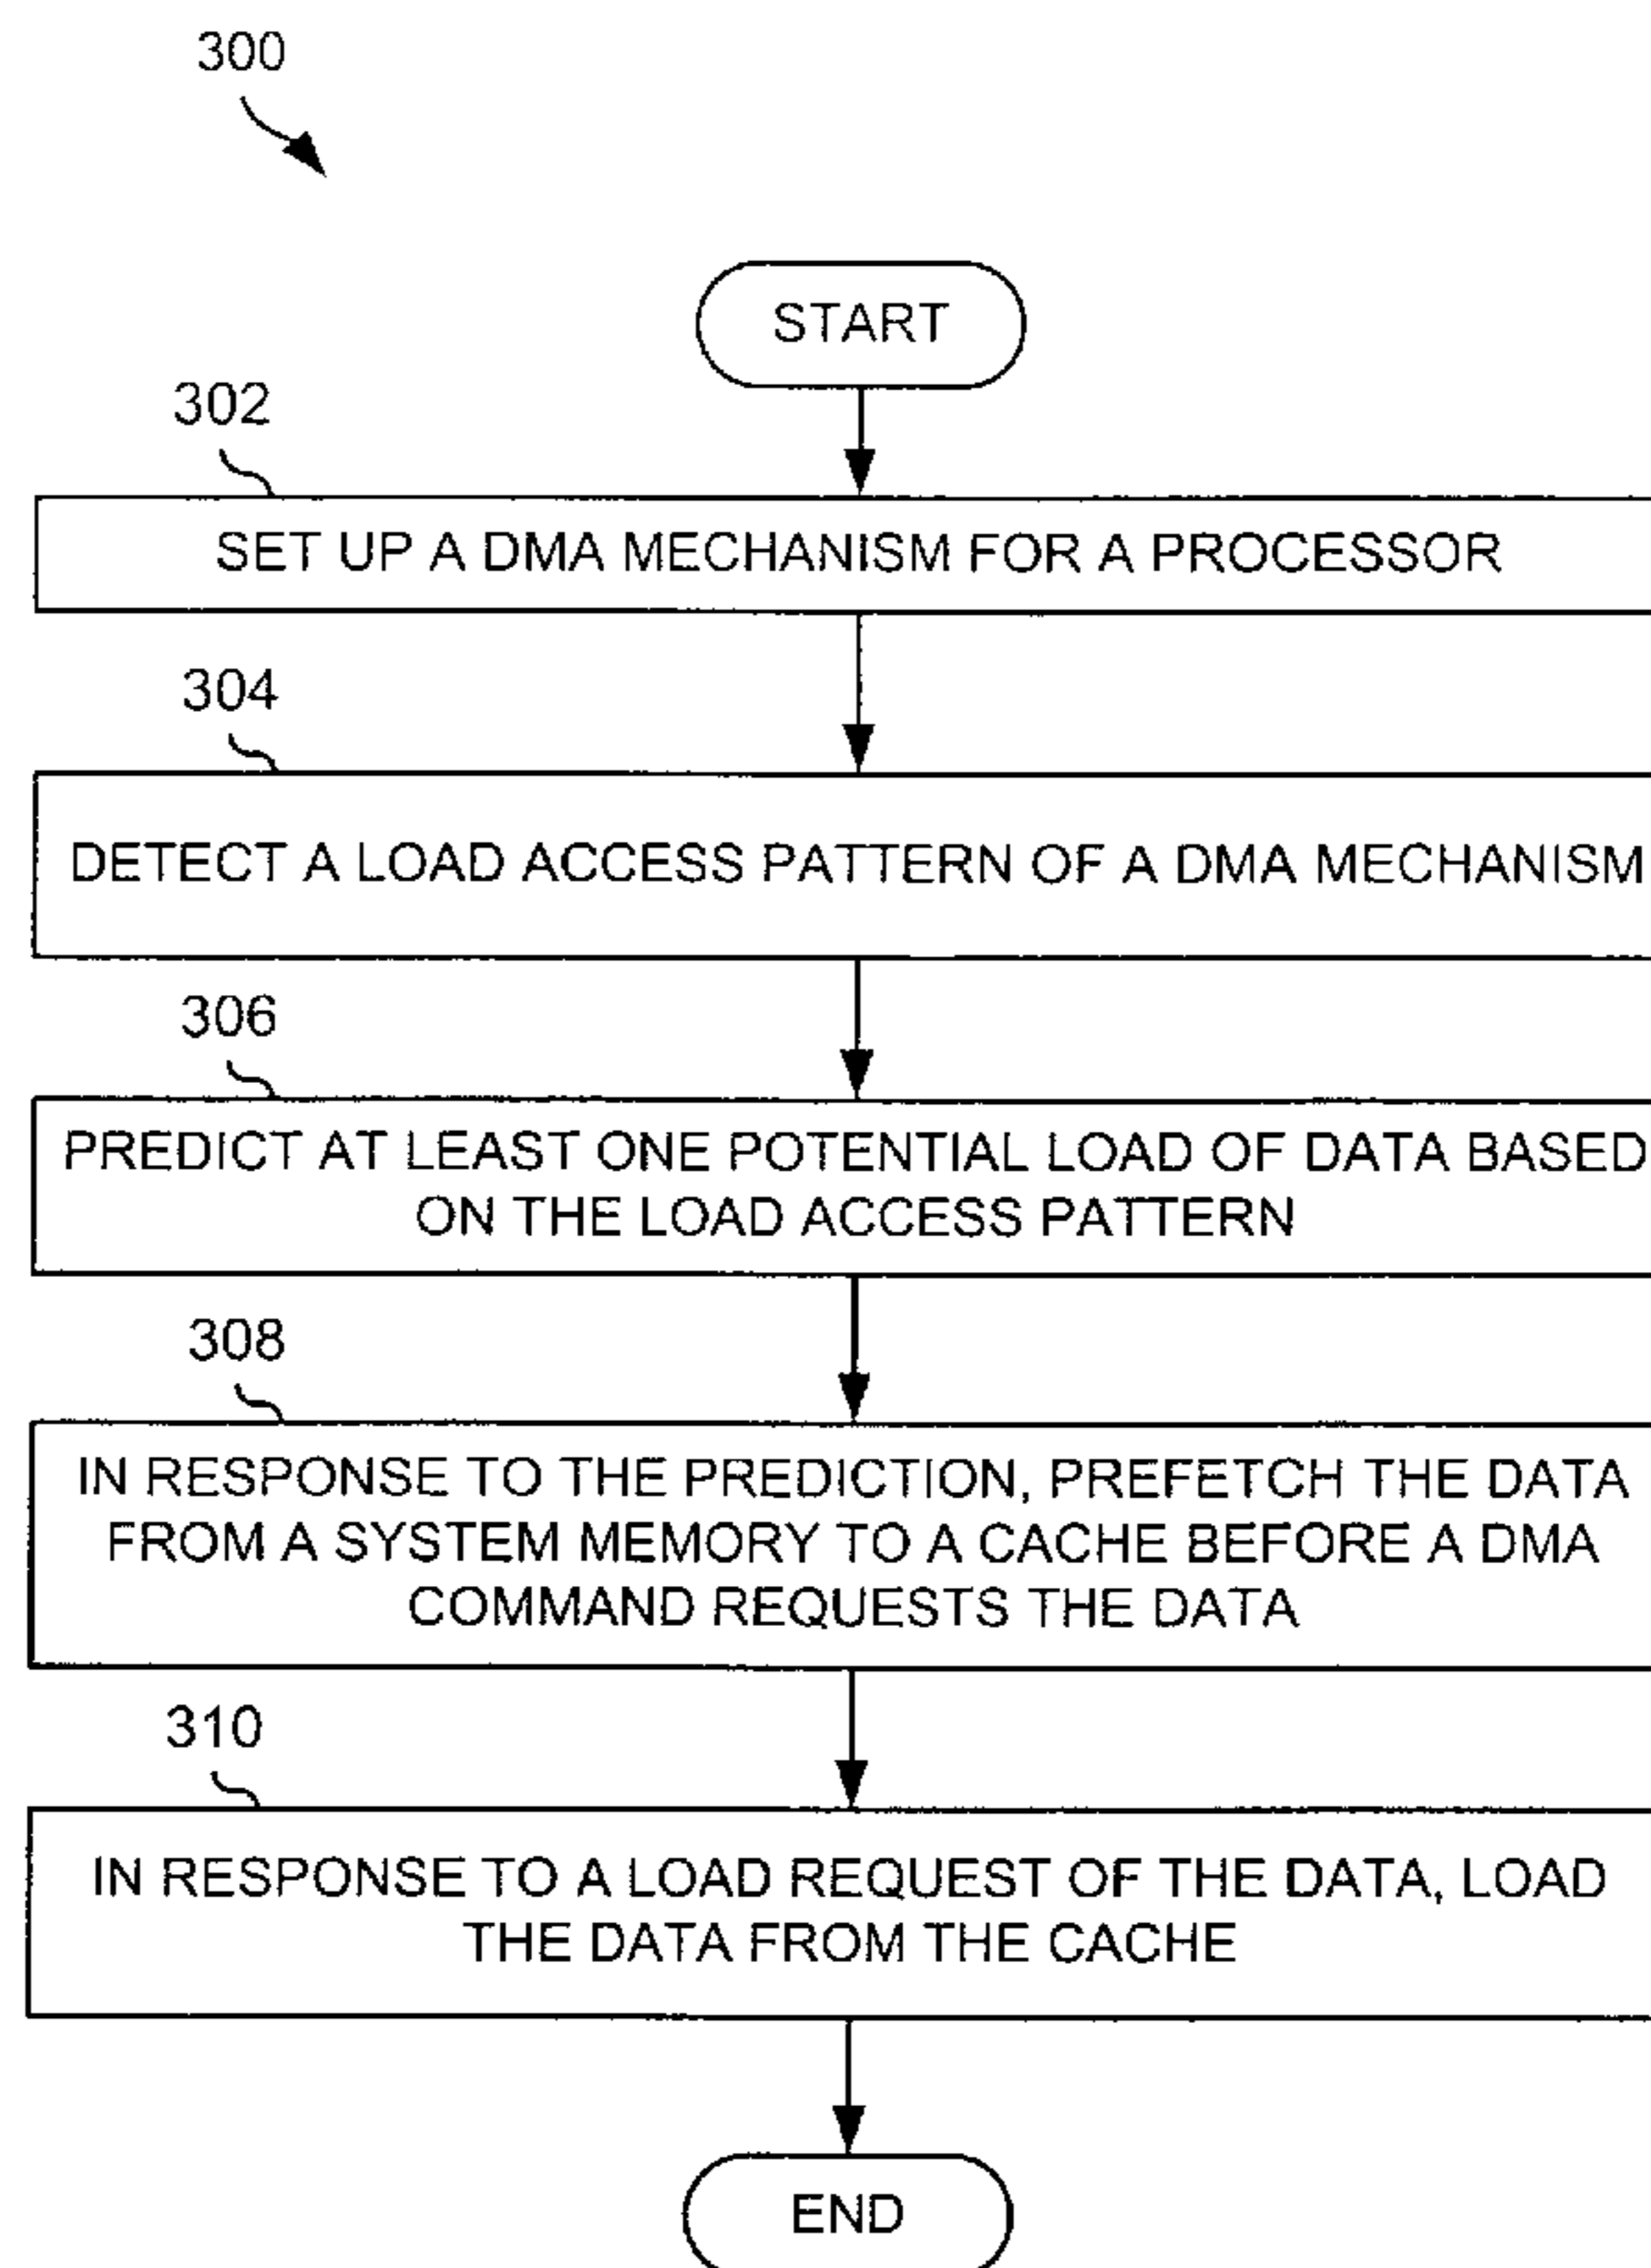 300
START
302
SET UP A DMA MECHANISM FOR A PROCESSOR
304
DETECT A LOAD ACCESS PATTERN OF A DMA MECHANISM
306
PREDICT AT LEAST ONE POTENTIAL LOAD OF DATA BASED
ON THE LOAD ACCESS PATTERN
308
IN RESPONSE TO THE PREDICTION, PREFETCH THE DATA
FROM A SYSTEM MEMORY TO A CACHE BEFORE A DMA
COMMAND REQUESTS THE DATA
310
IN RESPONSE TO A LOAD REQUEST OF THE DATA, LOAD
THE DATA FROM THE CACHE
END